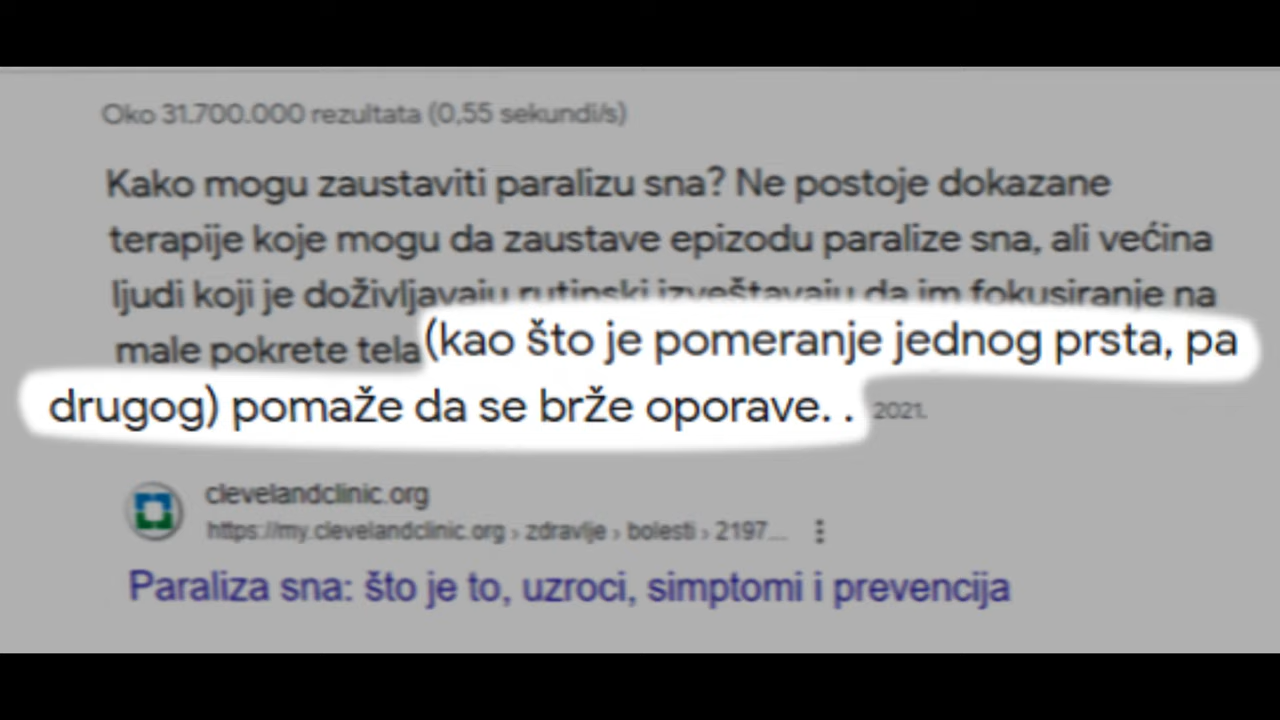 Oko 31.700.000 rezultata (0,55 sekundi/s)
Kako mogu zaustaviti paralizu sna? Ne postoje dokazane
terapije koje mogu da zaustave epizodu paralize sna, ali većina
ljudi koji je doživljavaju rutinski izveštavaju da im fokusiranje na
male pokrete tela (kao što je pomeranje jednog prsta, pa
drugog) pomaže da se brže oporave. . 2021.
clevelandclinic.org
https://my.clevelandclinic.org › zdravlje › bolesti › 2197...
Paraliza sna: što je to, uzroci, simptomi i prevencija